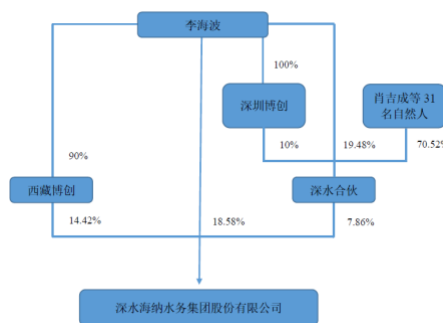 李海波
100%
深圳博创
肖吉成等 31
名自然人
10%
19.48%
70.52%
90%
西藏博创
深水合伙
14.42%
18.58%
7.86%
深水海纳水务集团股份有限公司